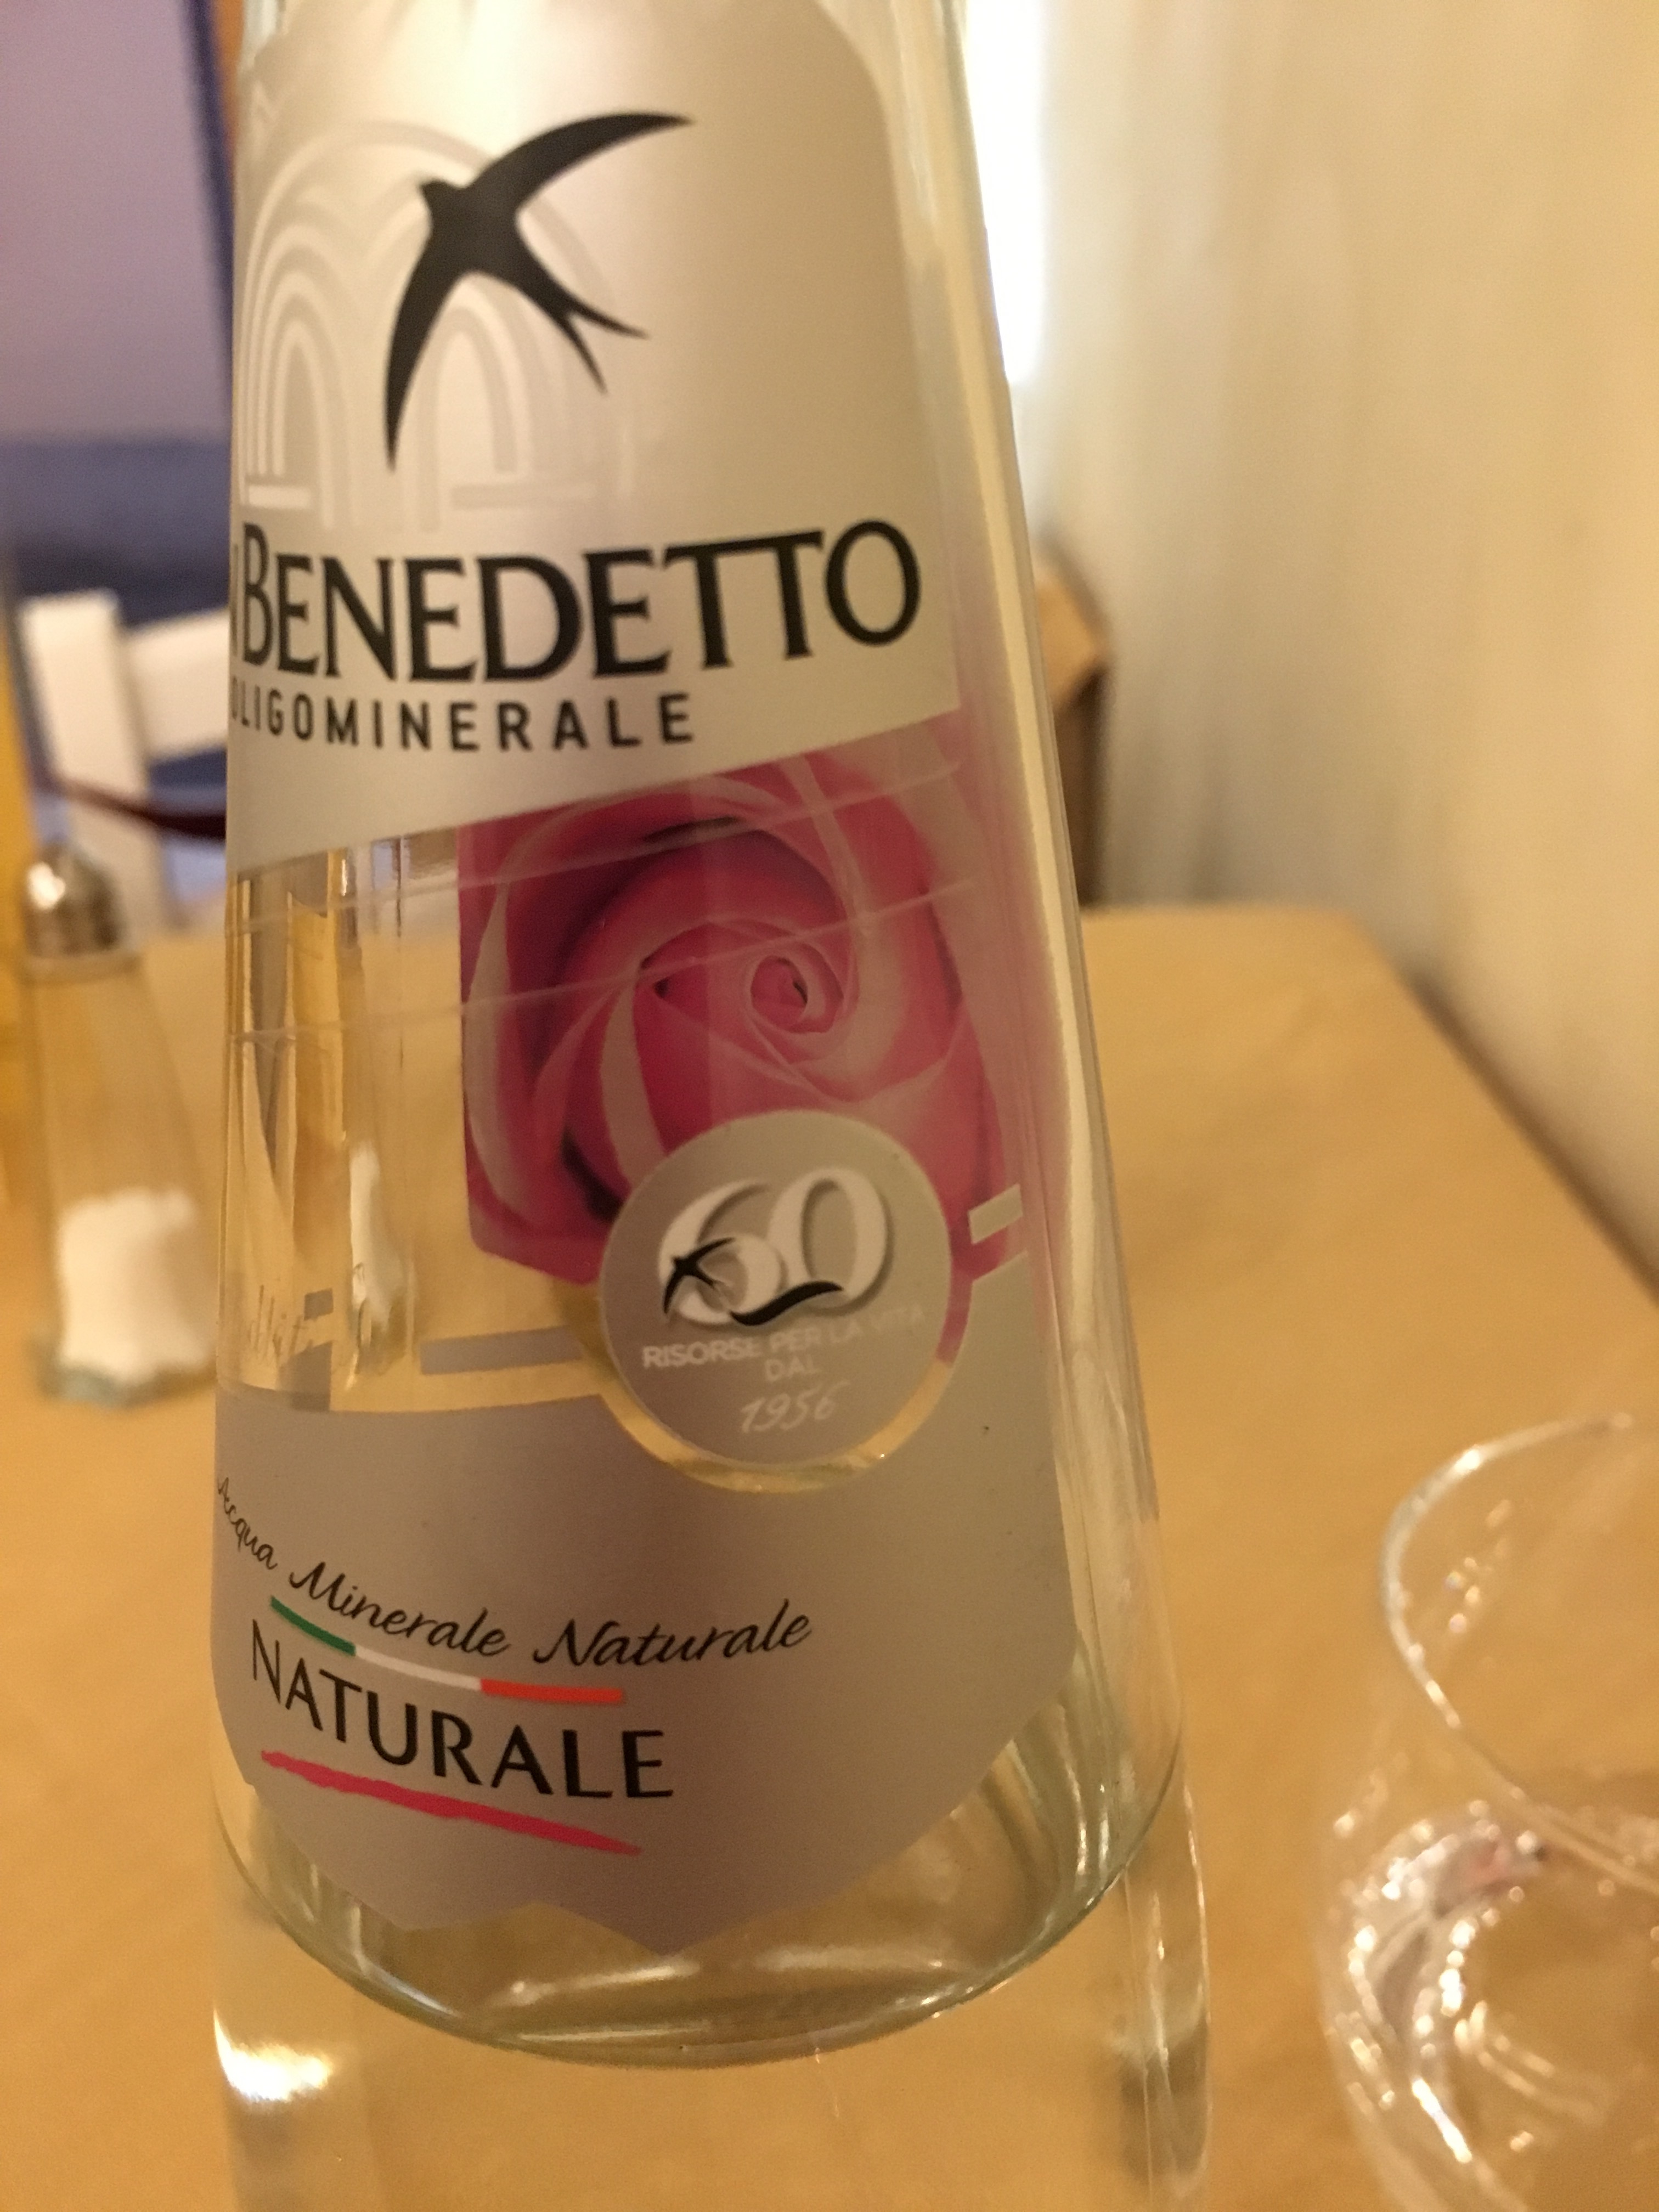 BENEDETTO
OLIGOMINERALE
60
RISORSE PER LA VITA
DAL
1956
Acqua Minerale Naturale
NATURALE